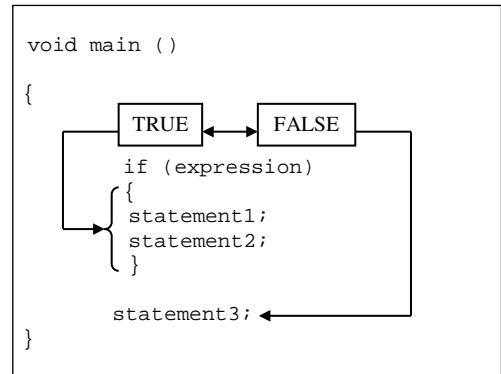 void main ()
{
TRUE FALSE
if (expression)
{
statement1;
statement2;
}
statement3;
}